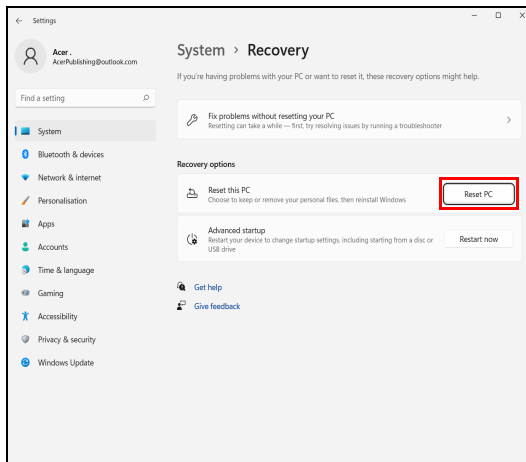 Settings
Acer .
AcerPublishing@outlook.com
Find a setting
System
Bluetooth & devices
Network & internet
Personalisation
Apps
Accounts
Time & language
Gaming
Accessibility
Privacy & security
Windows Update
System > Recovery
If you're having problems with your PC or want to reset it, these recovery options might help.
Fix problems without resetting your PC
Resetting can take a while — first, try resolving issues by running a troubleshooter
Recovery options
Reset this PC
Choose to keep or remove your personal files, then reinstall Windows
Reset PC
Advanced startup
Restart your device to change startup settings, including starting from a disc or
USB drive
Restart now
Get help
Give feedback